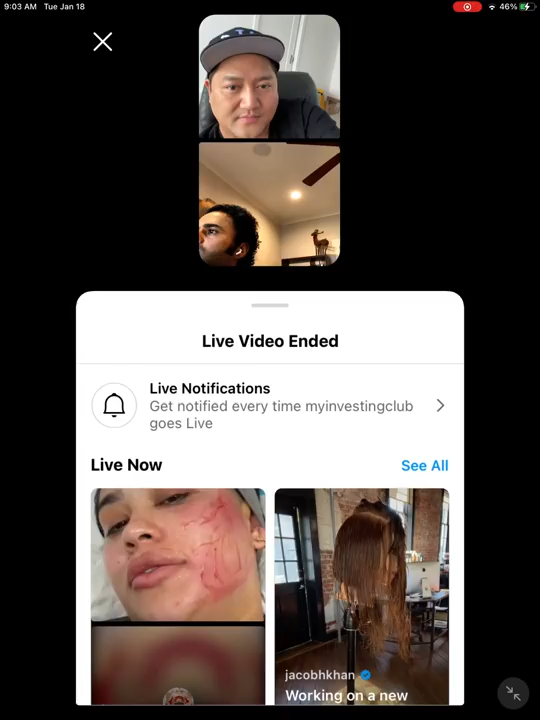 9:03 AM Tue Jan 18
46%
Live Video Ended
Live Notifications
Get notified every time myinvestingclub
goes Live
Live Now
See All
jacobhkhan
Working on a new